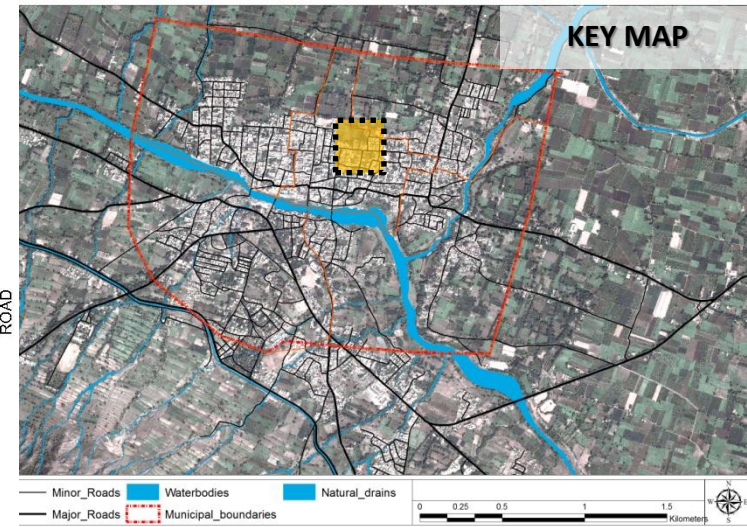 KEY MAP
ROAD
Minor_Roads Waterbodies Natural_drains
Major_Roads Municipal_boundaries
0 0.25 0.5 1 1.5
Kilometers
N
W E
S